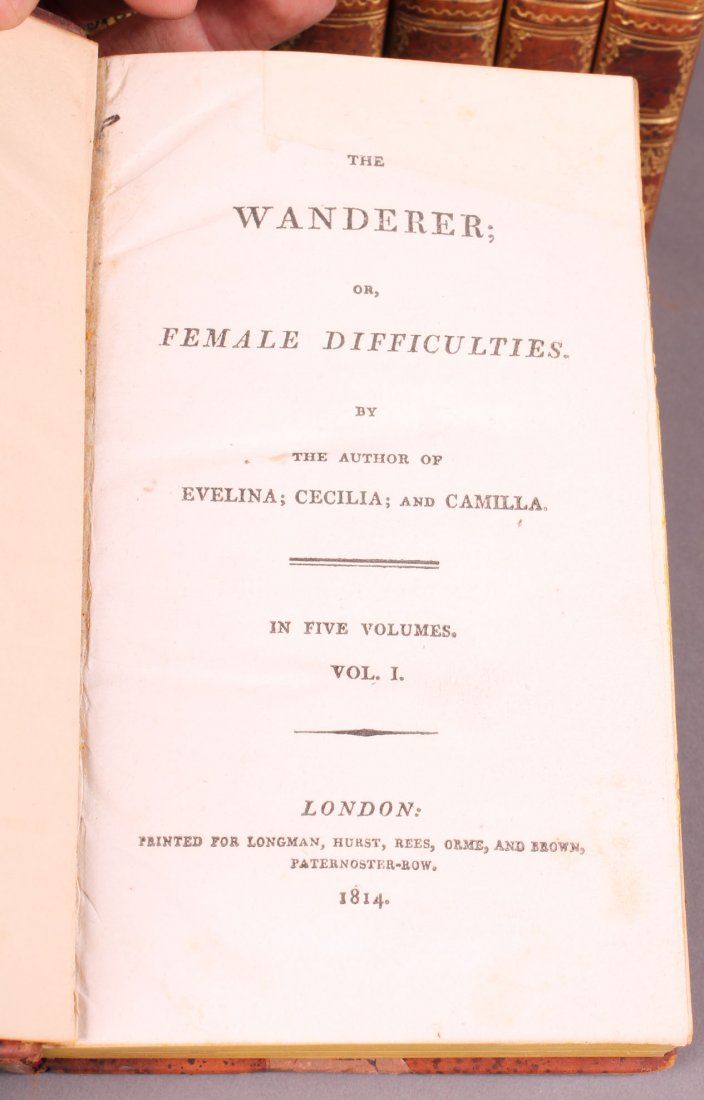 THE
WANDERER;
OR,
FEMALE DIFFICULTIES.
BY
THE AUTHOR OF
EVELINA; CECILIA; AND CAMILLA.
IN FIVE VOLUMES.
VOL. I.
LONDON:
PRINTED FOR LONGMAN, HURST, REES, ORME, AND BROWN,
PATERNOSTER-ROW.
1814.